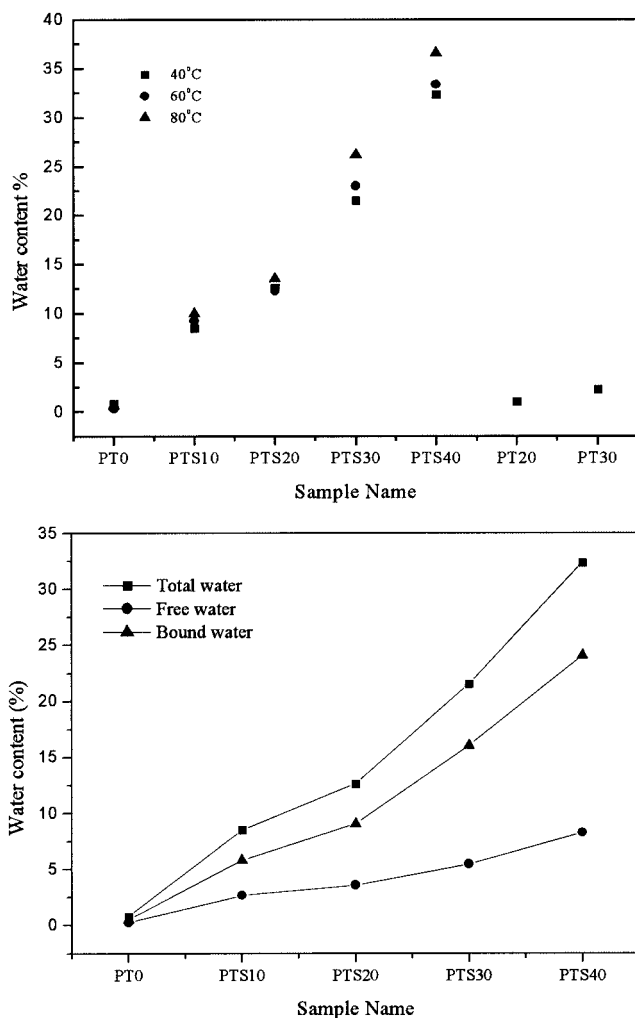 40
35
30
25
20
15
10
5
0
Water content %
40°C
60°C
80°C
PT0 PTS10 PTS20 PTS30 PTS40 PT20 PT30
Sample Name
35
30
25
20
15
10
5
0
Water content (%)
Total water
Free water
Bound water
PT0 PTS10 PTS20 PTS30 PTS40
Sample Name